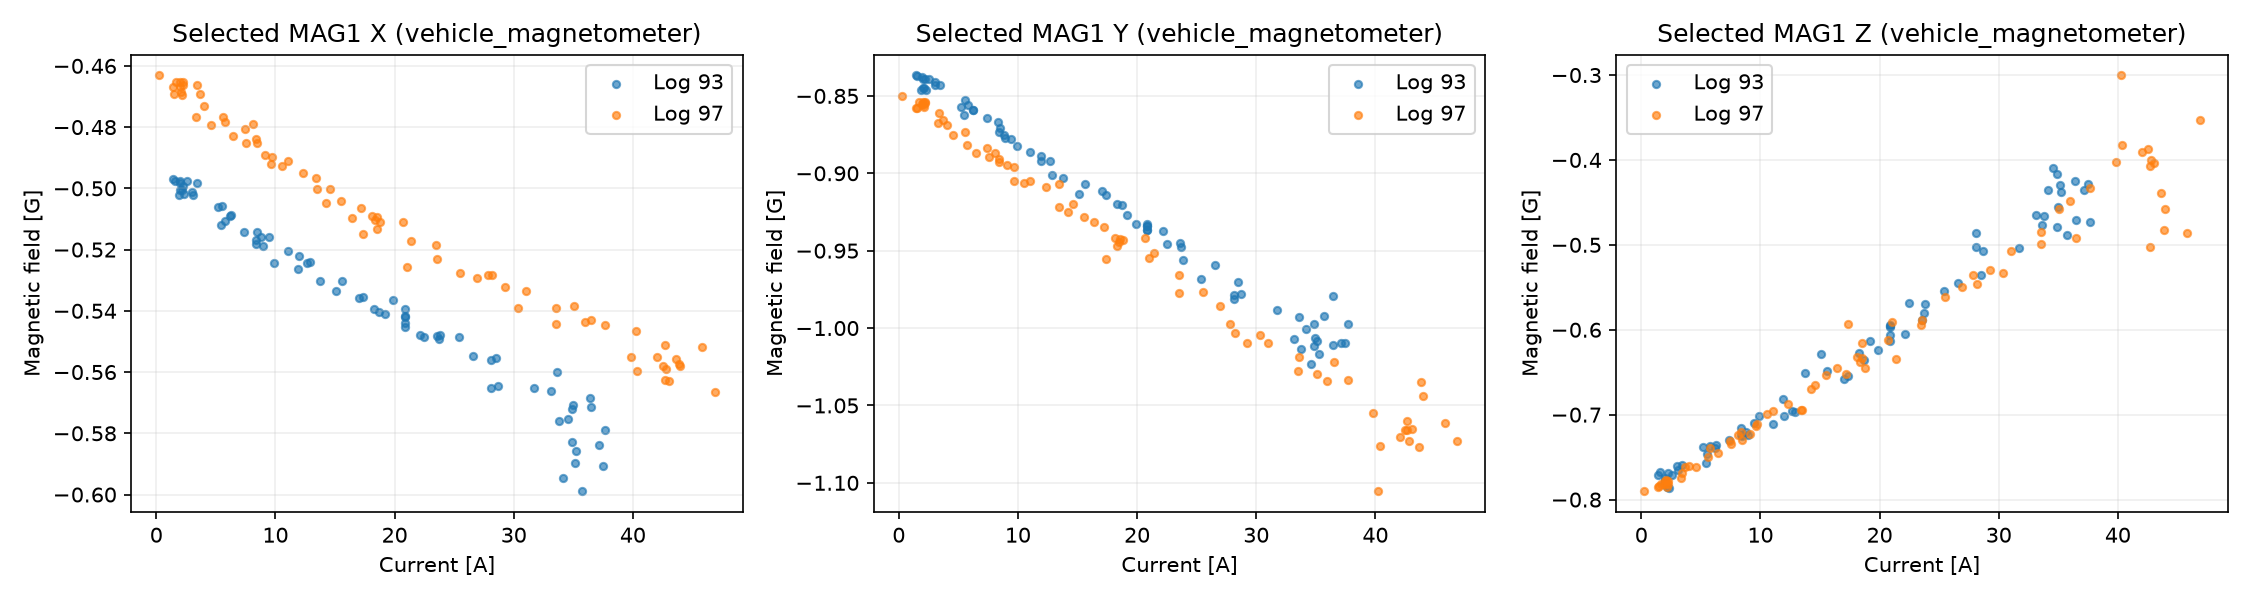 Selected MAG1 X (vehicle_magnetometer)
Magnetic field [G]
−0.46
−0.48
−0.50
−0.52
−0.54
−0.56
−0.58
−0.60
Log 93
Log 97
0 10 20 30 40
Current [A]
Selected MAG1 Y (vehicle_magnetometer)
Magnetic field [G]
−0.85
−0.90
−0.95
−1.00
−1.05
−1.10
Log 93
Log 97
0 10 20 30 40
Current [A]
Selected MAG1 Z (vehicle_magnetometer)
Magnetic field [G]
−0.3
−0.4
−0.5
−0.6
−0.7
−0.8
Log 93
Log 97
0 10 20 30 40
Current [A]